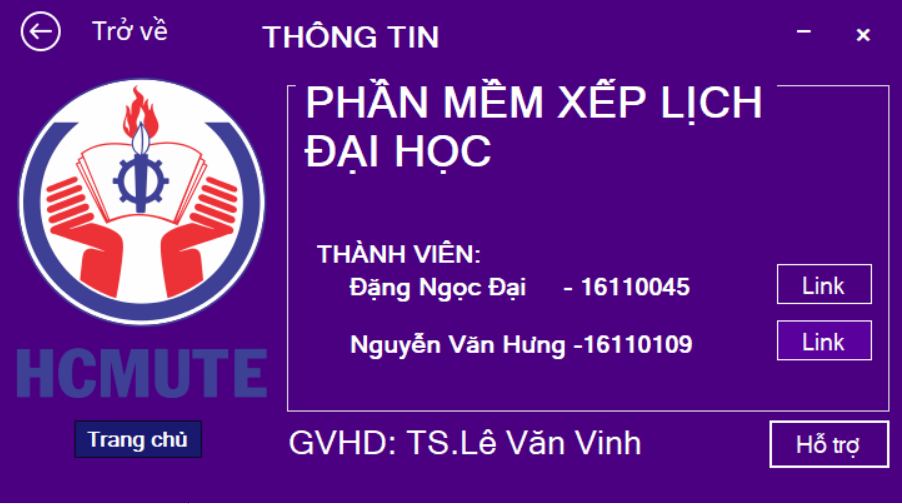 Trở về
THÔNG TIN
PHẦN MỀM XẾP LỊCH
ĐẠI HỌC
THÀNH VIÊN:
Đặng Ngọc Đại - 16110045
Link
Nguyễn Văn Hưng -16110109
Link
HCMUTE
Trang chủ
GVHD: TS.Lê Văn Vinh
Hỗ trợ